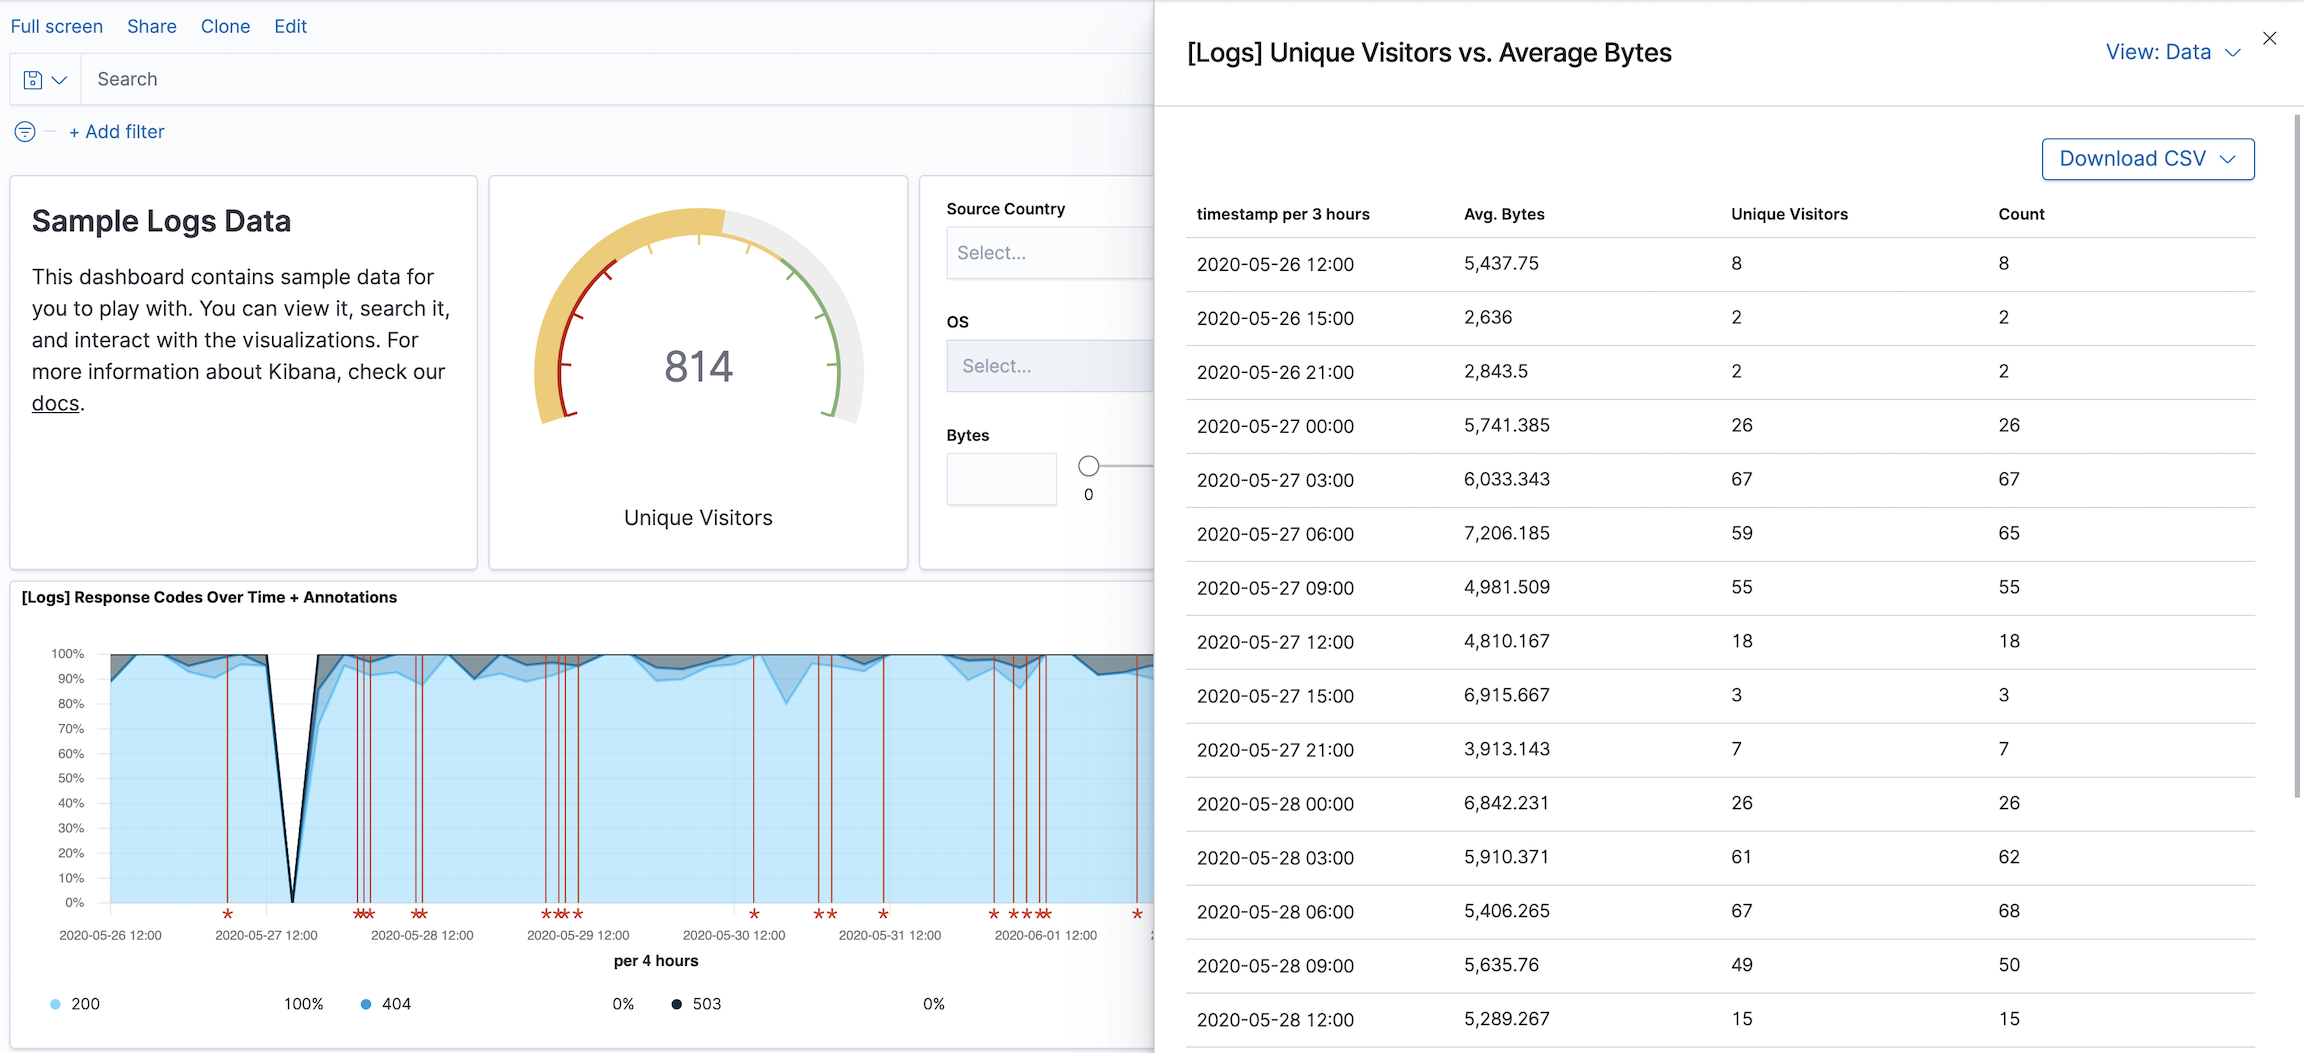 Full screen Share Clone Edit
Search
+ Add filter
Sample Logs Data
This dashboard contains sample data for
you to play with. You can view it, search it,
and interact with the visualizations. For
more information about Kibana, check our
docs.
814
Unique Visitors
Source Country
Select...
OS
Select...
Bytes
0
[Logs] Response Codes Over Time + Annotations
100%
90%
80%
70%
60%
50%
40%
30%
20%
10%
0%
2020-05-26 12:00 2020-05-27 12:00 2020-05-28 12:00 2020-05-29 12:00 2020-05-30 12:00 2020-05-31 12:00 2020-06-01 12:00
per 4 hours
200 100% 404 0% 503 0%
[Logs] Unique Visitors vs. Average Bytes
View: Data
Download CSV
timestamp per 3 hours Avg. Bytes Unique Visitors Count
2020-05-26 12:00 5,437.75 8 8
2020-05-26 15:00 2,636 2 2
2020-05-26 21:00 2,843.5 2 2
2020-05-27 00:00 5,741.385 26 26
2020-05-27 03:00 6,033.343 67 67
2020-05-27 06:00 7,206.185 59 65
2020-05-27 09:00 4,981.509 55 55
2020-05-27 12:00 4,810.167 18 18
2020-05-27 15:00 6,915.667 3 3
2020-05-27 21:00 3,913.143 7 7
2020-05-28 00:00 6,842.231 26 26
2020-05-28 03:00 5,910.371 61 62
2020-05-28 06:00 5,406.265 67 68
2020-05-28 09:00 5,635.76 49 50
2020-05-28 12:00 5,289.267 15 15